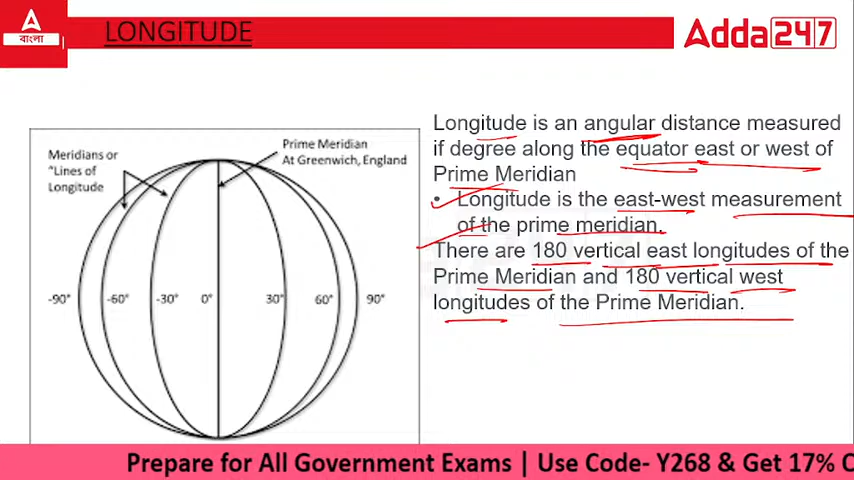 LONGITUDE
বাংলা
Adda247
Meridians or
"Lines of
Longitude
Prime Meridian
At Greenwich, England
-90° -60° -30° 0° 30° 60° 90°
Longitude is an angular distance measured
if degree along the equator east or west of
Prime Meridian
• Longitude is the east-west measurement
of the prime meridian.
There are 180 vertical east longitudes of the
Prime Meridian and 180 vertical west
longitudes of the Prime Meridian.
Prepare for All Government Exams | Use Code- Y268 & Get 17%